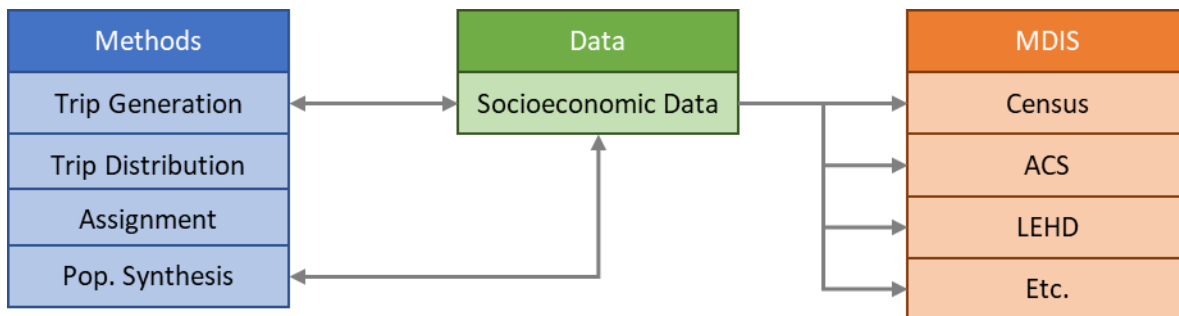 Methods
Trip Generation
Trip Distribution
Assignment
Pop. Synthesis
Data
Socioeconomic Data
MDIS
Census
ACS
LEHD
Etc.